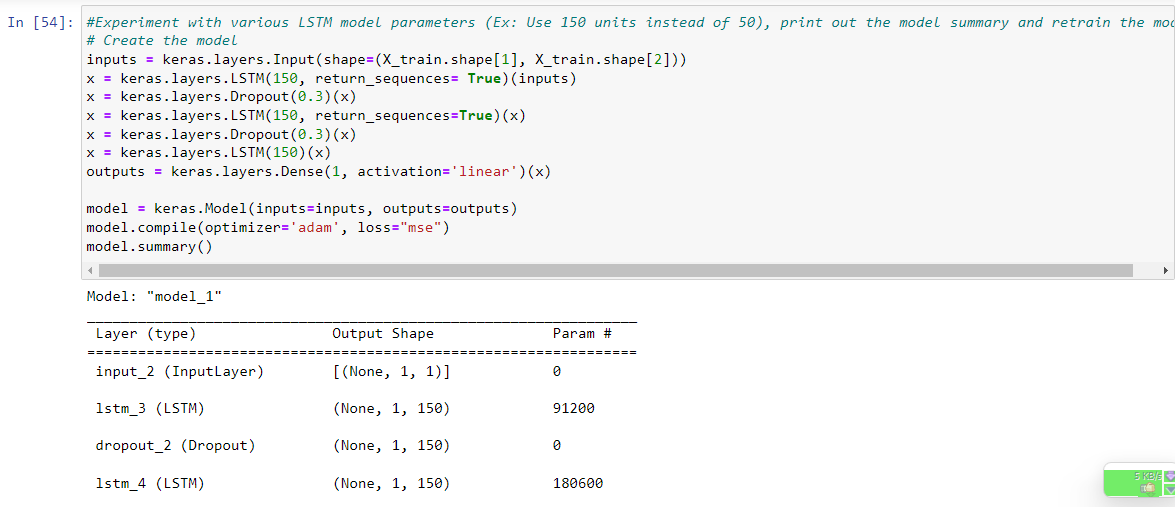 In [54]: #Experiment with various LSTM model parameters (Ex: Use 150 units instead of 50), print out the model summary and retrain the
# Create the model
inputs = keras.layers.Input(shape=(X_train.shape[1], X_train.shape[2]))
x = keras.layers.LSTM(150, return_sequences= True)(inputs)
x = keras.layers.Dropout(0.3)(x)
x = keras.layers.LSTM(150, return_sequences=True)(x)
x = keras.layers.Dropout(0.3)(x)
x = keras.layers.LSTM(150)(x)
outputs = keras.layers.Dense(1, activation='linear')(x)
model = keras.Model(inputs=inputs, outputs=outputs)
model.compile(optimizer='adam', loss="mse")
model.summary()
Model: "model_1"
Layer (type) Output Shape Param #
input_2 (InputLayer) [(None, 1, 1)] 0
lstm_3 (LSTM) (None, 1, 150) 91200
dropout_2 (Dropout) (None, 1, 150) 0
lstm_4 (LSTM) (None, 1, 150) 180600
5 KB/s